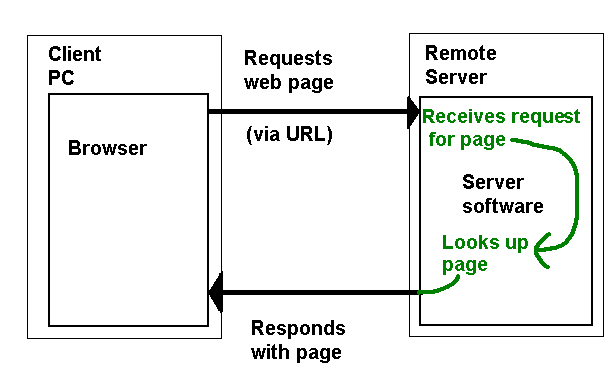 Client
PC
Browser
Requests
web page
(via URL)
Remote
Server
Receives request
for page
Server
software
Looks up
page
Responds
with page